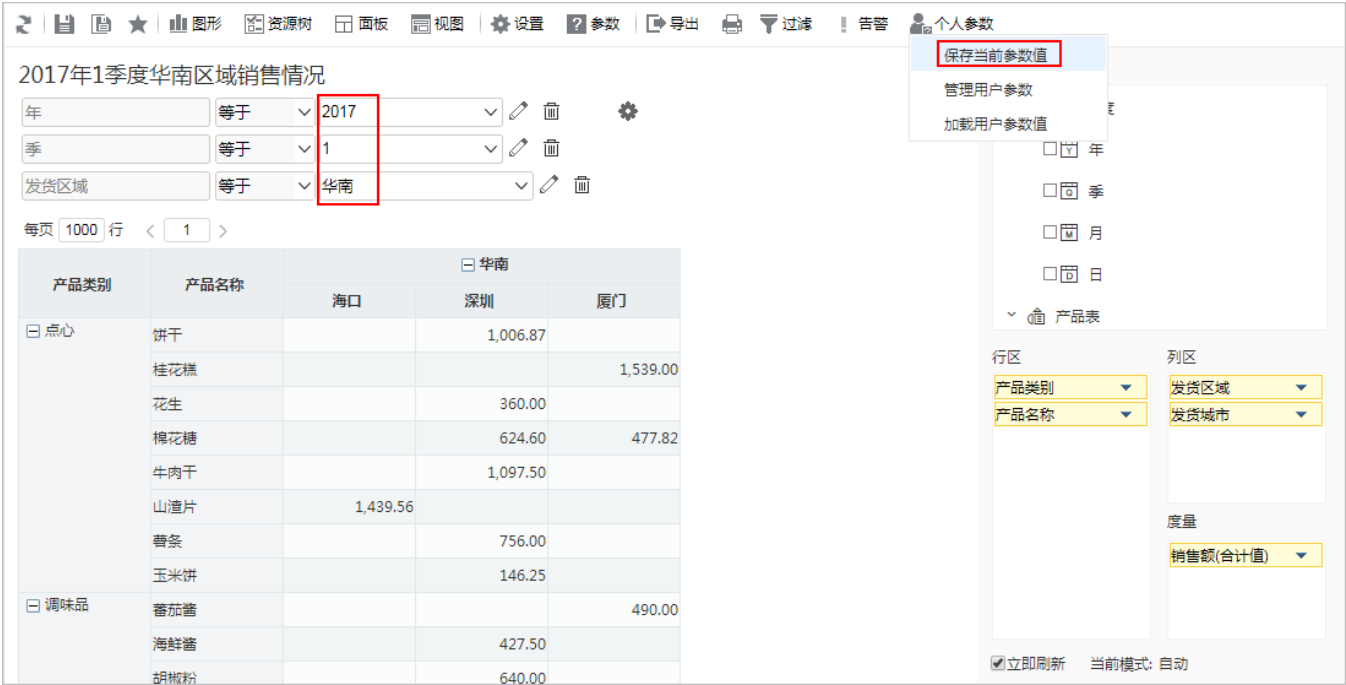 图形 资源树 面板 视图 设置 ? 参数 导出 过滤 ! 告警 个人参数
保存当前参数值
管理用户参数
加载用户参数值
2017年1季度华南区域销售情况
年 等于 2017
季 等于 1
发货区域 等于 华南
每页 1000 行 < 1 >
产品类别 产品名称 华南
海口 深圳 厦门
点心 饼干 1,006.87
桂花糕 1,539.00
花生 360.00
棉花糖 624.60 477.82
牛肉干 1,097.50
山渣片 1,439.56
薯条 756.00
玉米饼 146.25
调味品 蕃茄酱 490.00
海鲜酱 427.50
胡椒粉 640.00
度
Y 年
Q 季
M 月
D 日
产品表
行区 列区
产品类别 发货区域
产品名称 发货城市
度量
销售额(合计值)
立即刷新 当前模式: 自动